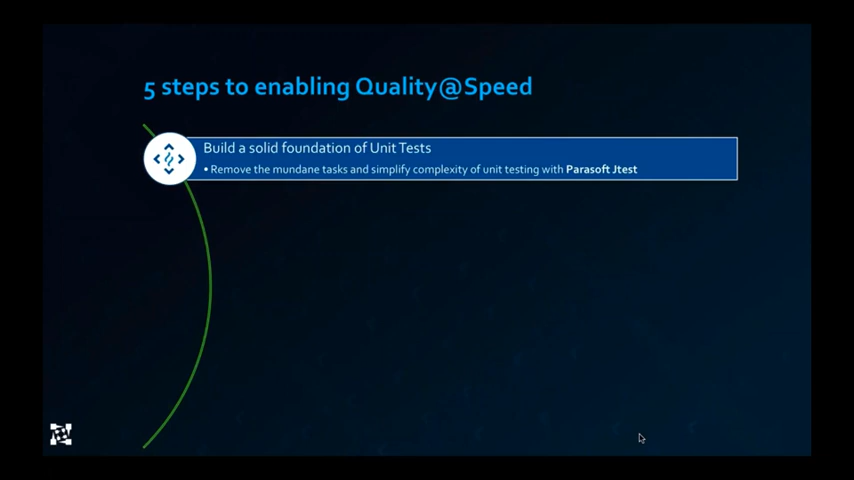 5 steps to enabling Quality@Speed
Build a solid foundation of Unit Tests
• Remove the mundane tasks and simplify complexity of unit testing with Parasoft Jtest